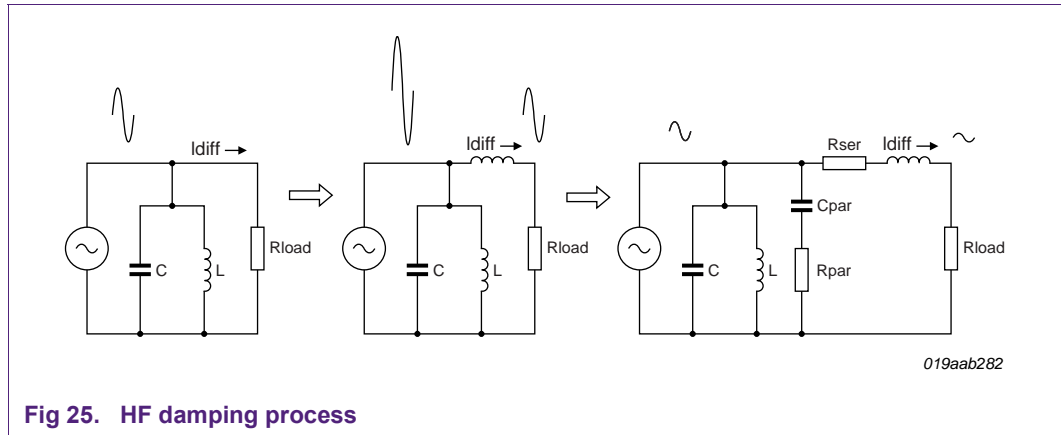 Idiff
C
L
Rload
Idiff
C
L
Rload
Rser
Idiff
Cpar
C
L
Rpar
Rload
019aab282
Fig 25. HF damping process